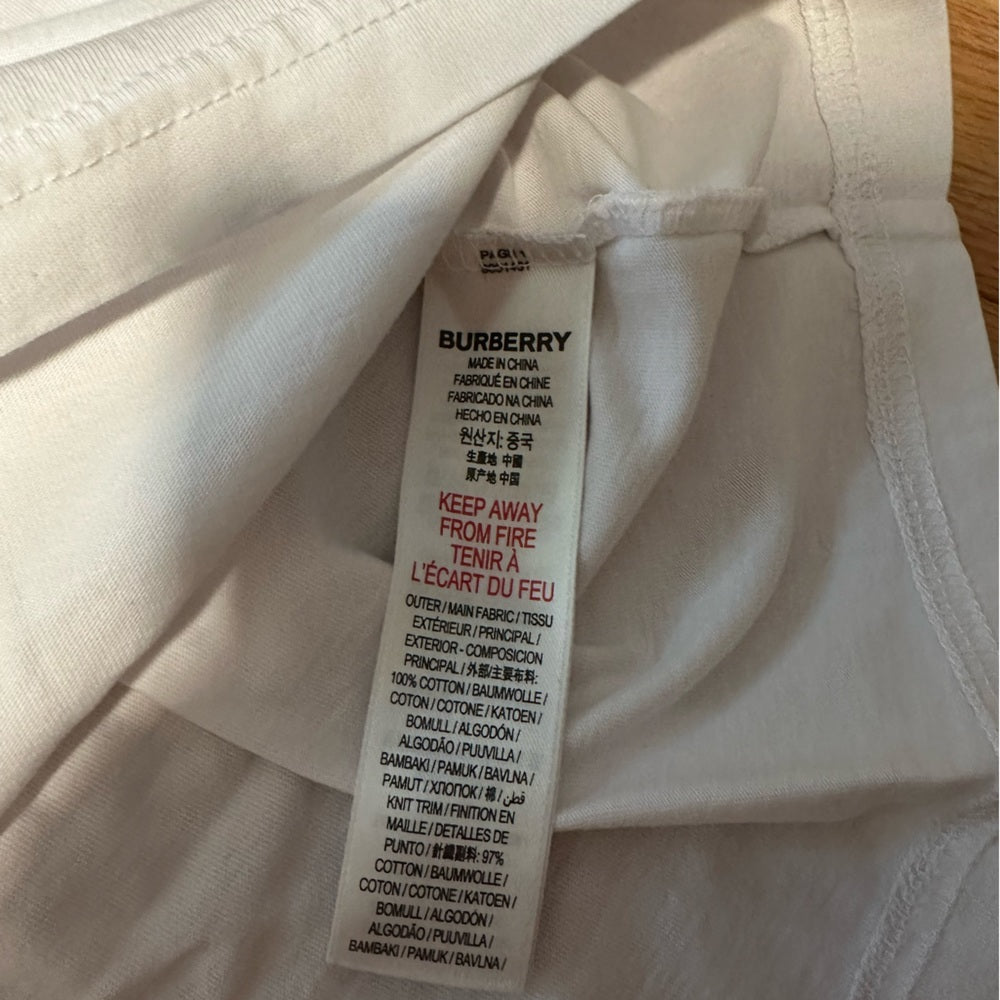 BURBERRY
MADE IN CHINA
FABRIQUÉ EN CHINE
FABRICADO NA CHINA
HECHO EN CHINA
원산지: 중국
生產地 中國
原产地 中国
KEEP AWAY
FROM FIRE
TENIR À
L'ÉCART DU FEU
OUTER / MAIN FABRIC / TISSU
EXTÉRIEUR / PRINCIPAL /
EXTERIOR - COMPOSICION
PRINCIPAL / 外部/主要布料:
100% COTTON / BAUMWOLLE /
COTON / COTONE / KATOEN /
BOMULL / ALGODÓN /
ALGODÃO / PUUVILLA /
BAMBAKI / PAMUK / BAVLNA /
PAMUT / ХЛОПОК / 棉 / قطن
KNIT TRIM / FINITION EN
MAILLE / DETALLES DE
PUNTO / 針織副料: 97%
COTTON / BAUMWOLLE /
COTON / COTONE / KATOEN /
BOMULL / ALGODÓN /
ALGODÃO / PUUVILLA /
BAMBAKI / PAMUK / BAVLNA /